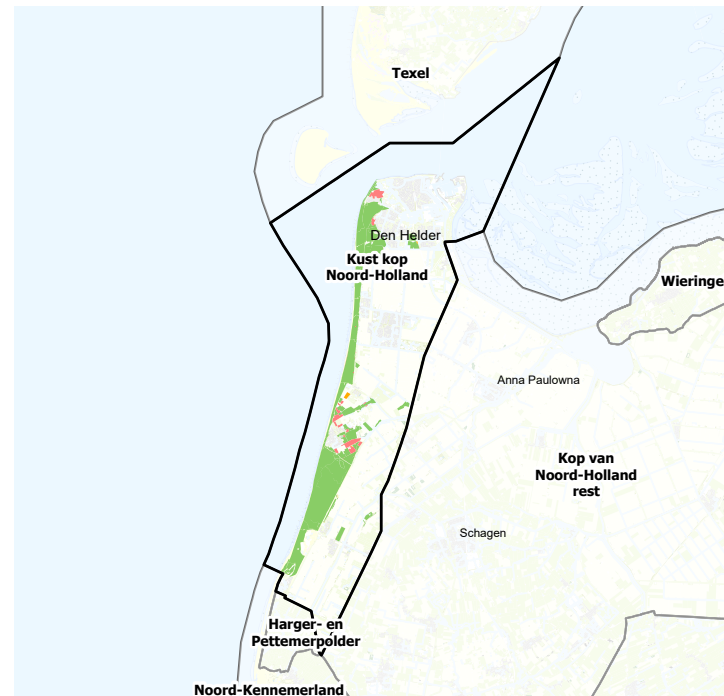 Texel
Den Helder
Kust kop
Noord-Holland
Wieringe
Anna Paulowna
Kop van
Noord-Holland
rest
Schagen
Harger- en
Pettemerpolder
Noord-Kennemerland